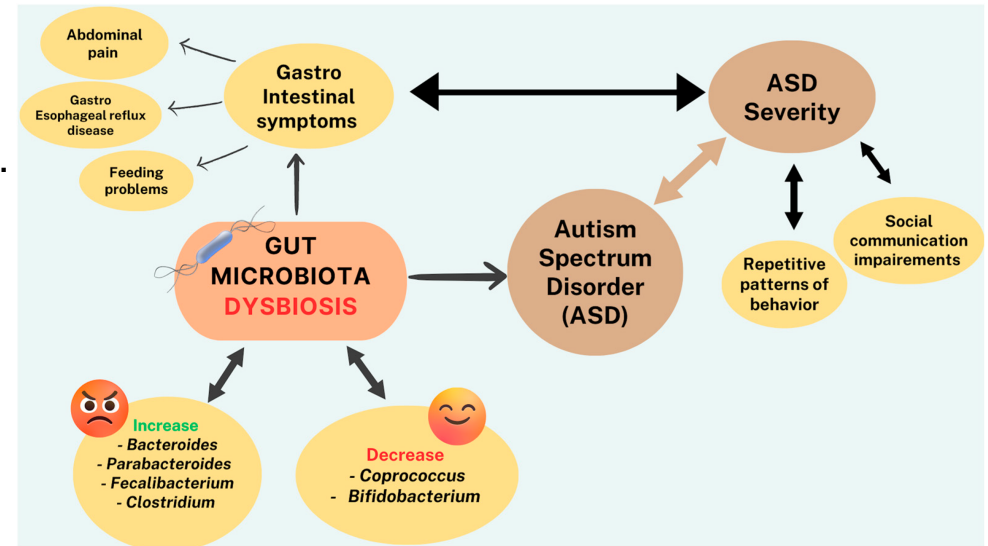 Abdominal
pain
Gastro
Esophageal reflux
disease
Feeding
problems
Gastro
Intestinal
symptoms
ASD
Severity
GUT
MICROBIOTA
DYSBIOSIS
Autism
Spectrum
Disorder
(ASD)
Repetitive
patterns of
behavior
Social
communication
impairements
Increase
- Bacteroides
- Parabacteroides
- Fecalibacterium
- Clostridium
Decrease
- Coprococcus
- Bifidobacterium
.